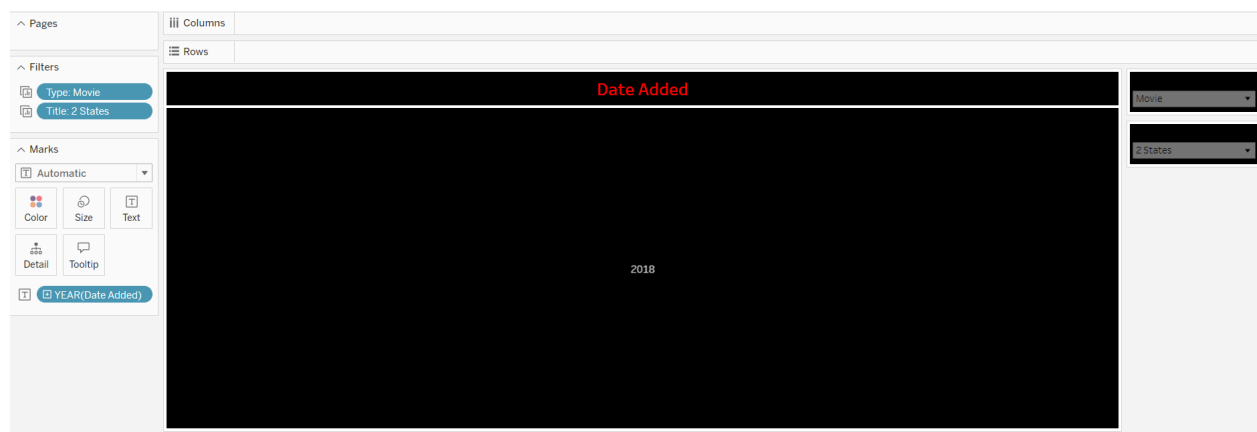 Pages
Columns
Rows
Filters
Type: Movie
Title: 2 States
Marks
Automatic
Color
Size
Text
Detail
Tooltip
YEAR(Date Added)
Date Added
2018
Movie
2 States